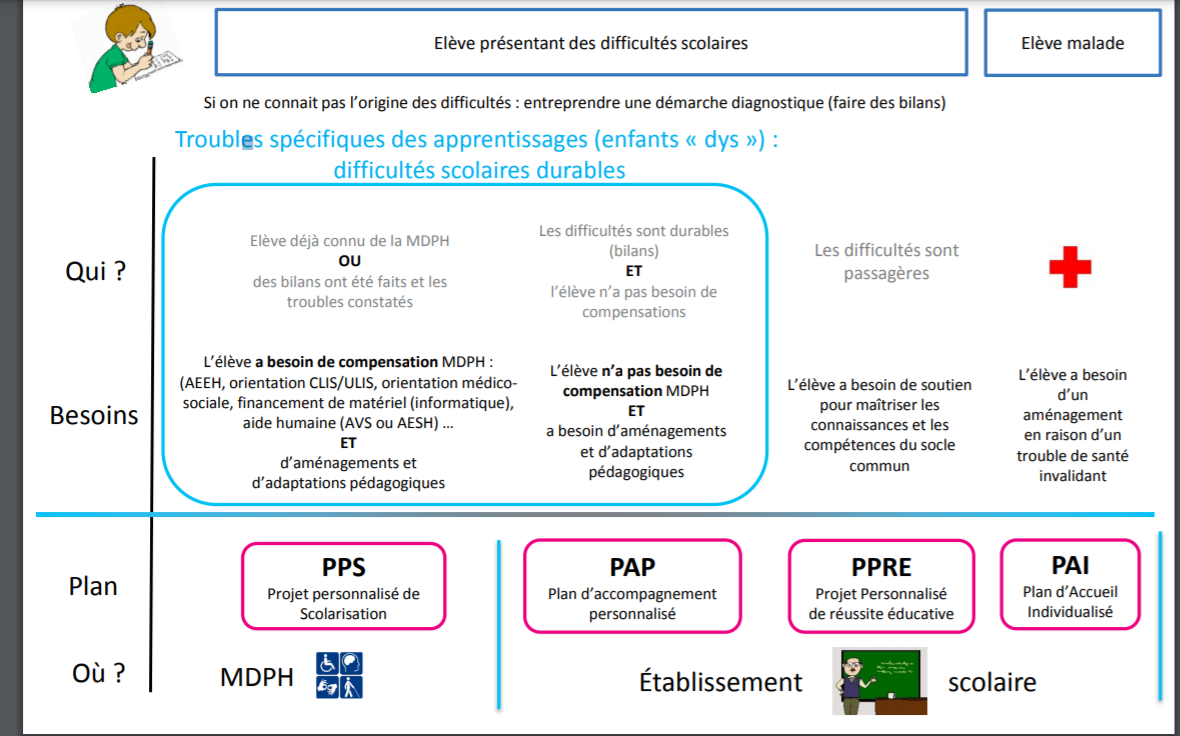 Elève présentant des difficultés scolaires
Elève malade
Si on ne connait pas l'origine des difficultés : entreprendre une démarche diagnostique (faire des bilans)
Troubles spécifiques des apprentissages (enfants « dys ») :
difficultés scolaires durables
Qui ?
Elève déjà connu de la MDPH
OU
des bilans ont été faits et les
troubles constatés
Les difficultés sont durables
(bilans)
ET
l'élève n'a pas besoin de
compensations
Les difficultés sont
passagères
Besoins
L'élève a besoin de compensation MDPH :
(AEEH, orientation CLIS/ULIS, orientation médico-
sociale, financement de matériel (informatique),
aide humaine (AVS ou AESH) ...
ET
d'aménagements et
d'adaptations pédagogiques
L'élève n'a pas besoin de
compensation MDPH
ET
a besoin d'aménagements
et d'adaptations
pédagogiques
L'élève a besoin de soutien
pour maîtriser les
connaissances et les
compétences du socle
commun
L'élève a besoin
d'un
aménagement
en raison d'un
trouble de santé
invalidant
Plan
PPS
Projet personnalisé de
Scolarisation
PAP
Plan d'accompagnement
personnalisé
PPRE
Projet Personnalisé
de réussite éducative
PAI
Plan d'Accueil
Individualisé
Où ?
MDPH
Établissement
scolaire